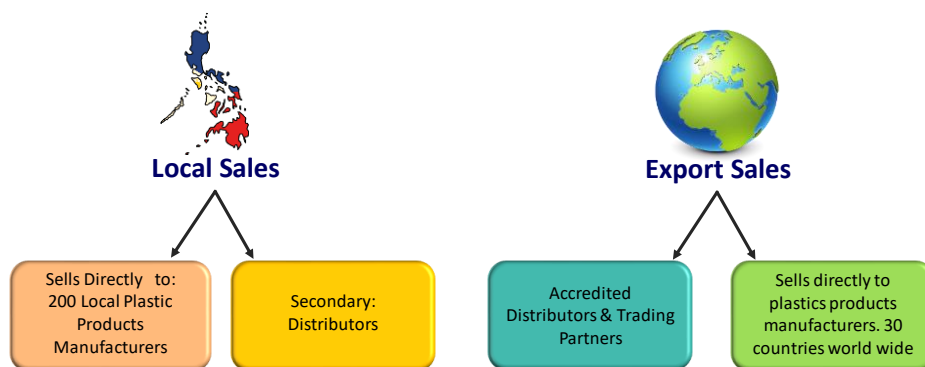 Local Sales
Export Sales
Sells Directly to:
200 Local Plastic
Products
Manufacturers
Secondary:
Distributors
Accredited
Distributors & Trading
Partners
Sells directly to
plastics products
manufacturers. 30
countries world wide